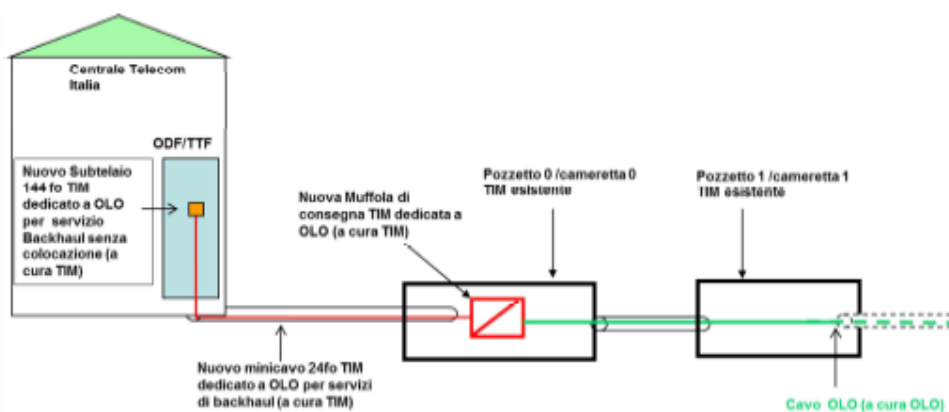 Centrale Telecom
Italia
ODF/TTF
Nuovo Subtelaio
144 fo TIM
dedicato a OLO
per servizio
Backhaul senza
colocazione (a
cura TIM)
Nuova Muffola di
consegna TIM dedicata a
OLO (a cura TIM)
Pozzetto 0 /cameretta 0
TIM esistente
Pozzetto 1 /cameretta 1
TIM esistente
Nuovo minicavo 24fo TIM
dedicato a OLO per servizi
di backhaul (a cura TIM)
Cavo OLO (a cura OLO)